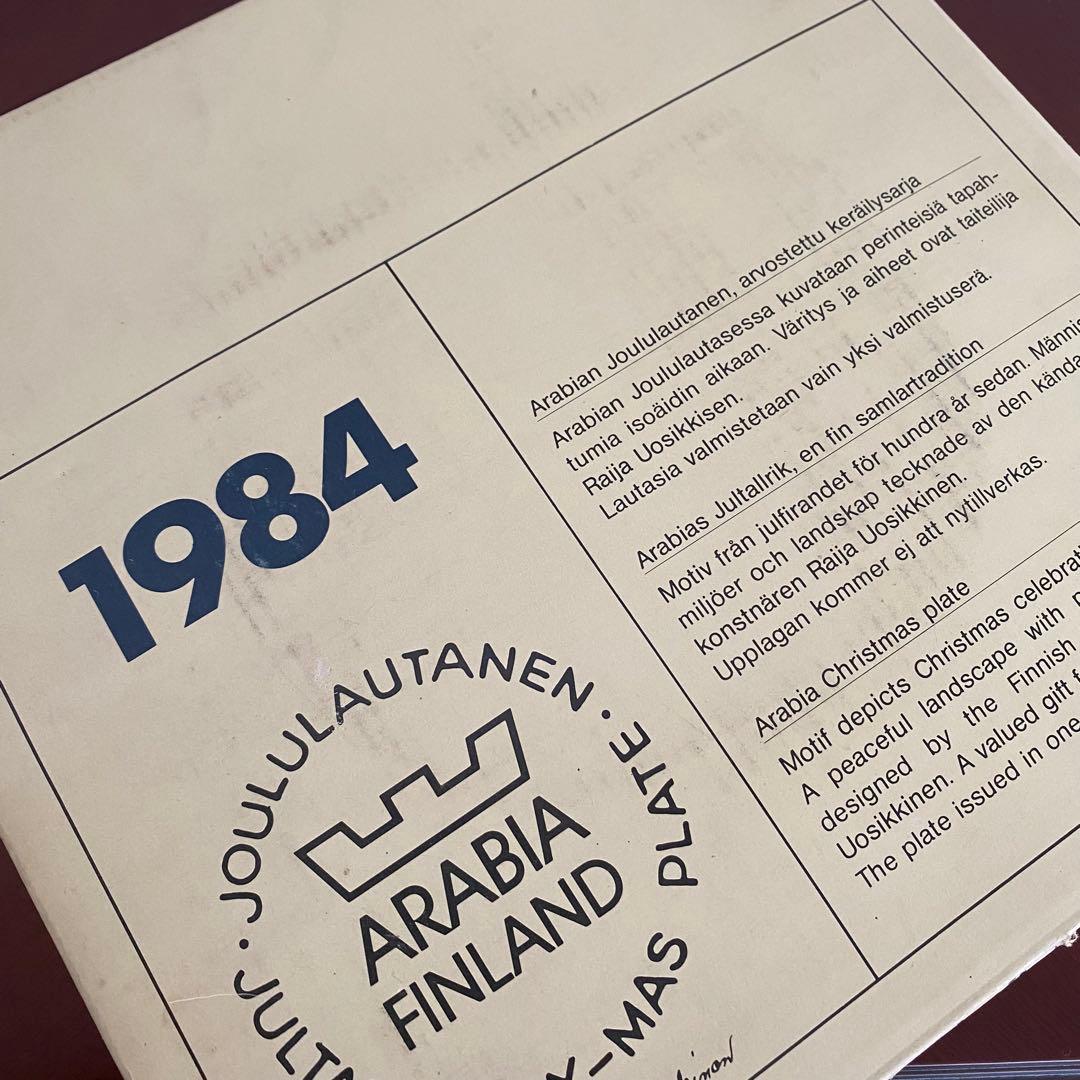 1984
· JOULULAUTANEN ·
X-MAS PLATE ·
ARABIA
FINLAND
Arabian Joululautanen, arvostettu keräilysarja
Arabian Joululautasessa kuvataan perinteisiä tapah-
tumia isoäidin aikaan. Väritys ja aiheet ovat taiteilija
Raija Uosikkisen.
Lautasia valmistetaan vain yksi valmistuserä.
Arabias Jultallrik, en fin samlartradition
Motiv från julfirandet för hundra år sedan.
miljöer och landskap tecknade av den
konstnären Raija Uosikkinen.
Upplagan kommer ej att nytillverkas.
Arabia Christmas plate
Motif depicts Christmas
A peaceful landscape with
designed by the Finnish
Uosikkinen. A valued gift
The plate issued in one